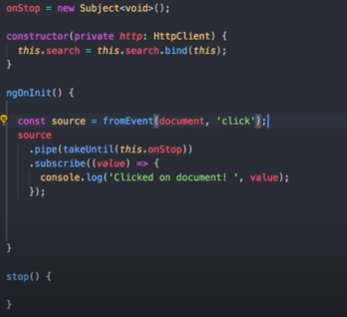 onStop = new Subject<void>();
constructor(private http: HttpClient) {
this.search = this.search.bind(this);
}
ngOnInit() {
const source = fromEvent(document, 'click');
source
.pipe(takeUntil(this.onStop))
.subscribe((value) => {
console.log('Clicked on document! ', value);
});
}
stop() {
}